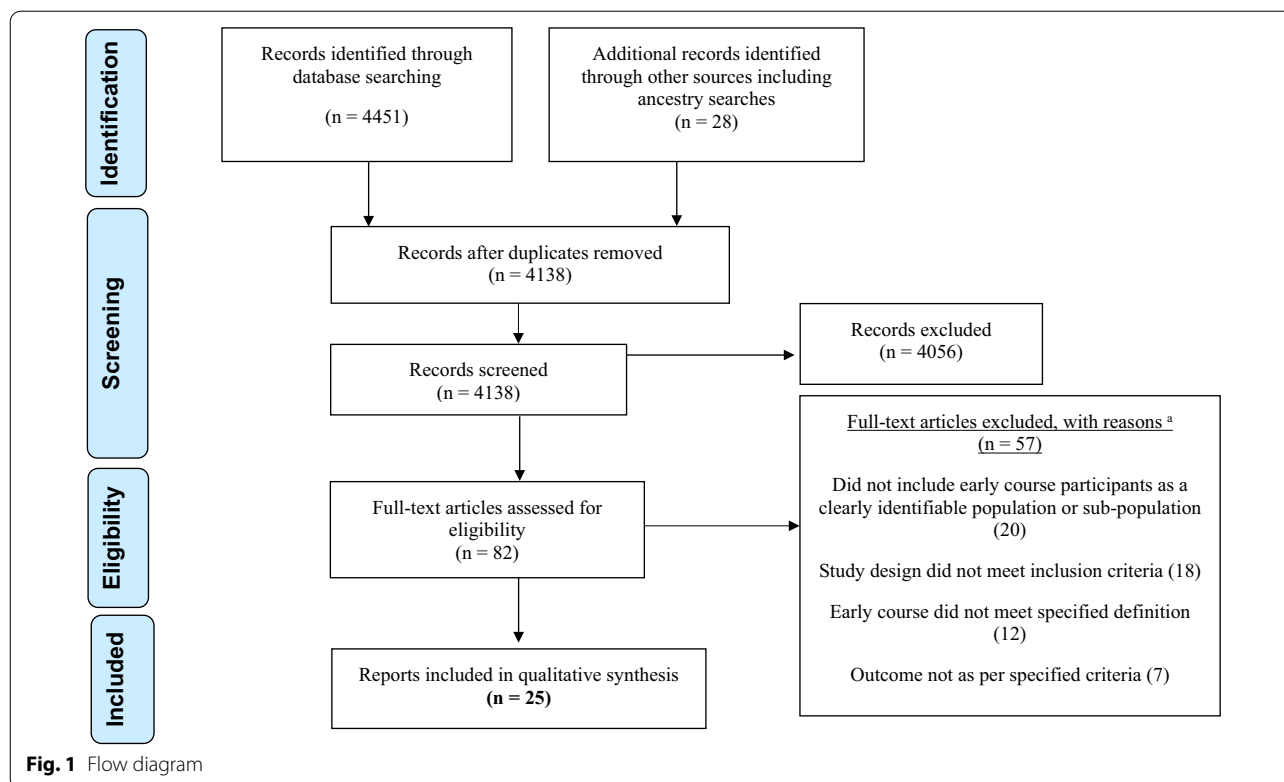 Identification
Records identified through
database searching
(n = 4451)
Additional records identified
through other sources including
ancestry searches
(n = 28)
Screening
Records after duplicates removed
(n = 4138)
Records screened
(n = 4138)
Records excluded
(n = 4056)
Eligibility
Full-text articles assessed for
eligibility
(n = 82)
Full-text articles excluded, with reasons a
(n = 57)
Did not include early course participants as a
clearly identifiable population or sub-population
(20)
Study design did not meet inclusion criteria (18)
Early course did not meet specified definition
(12)
Outcome not as per specified criteria (7)
Included
Reports included in qualitative synthesis
(n = 25)
Fig. 1 Flow diagram